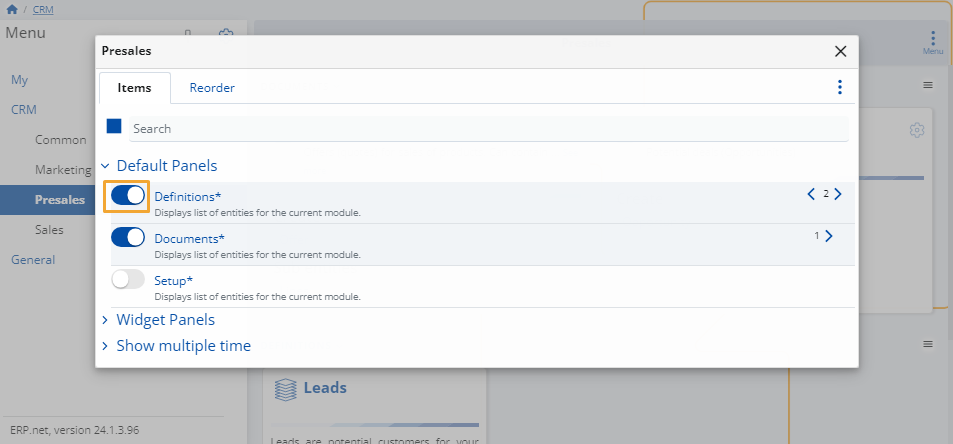 / CRM
Menu
Menu
My
CRM
Common
Marketing
Presales
Sales
General
Presales
Items
Reorder
Search
Default Panels
Definitions*
2
Displays list of entities for the current module.
Documents*
1
Displays list of entities for the current module.
Setup*
Displays list of entities for the current module.
Widget Panels
Show multiple time
Leads
Leads are potential customers for your
ERP.net, version 24.1.3.96